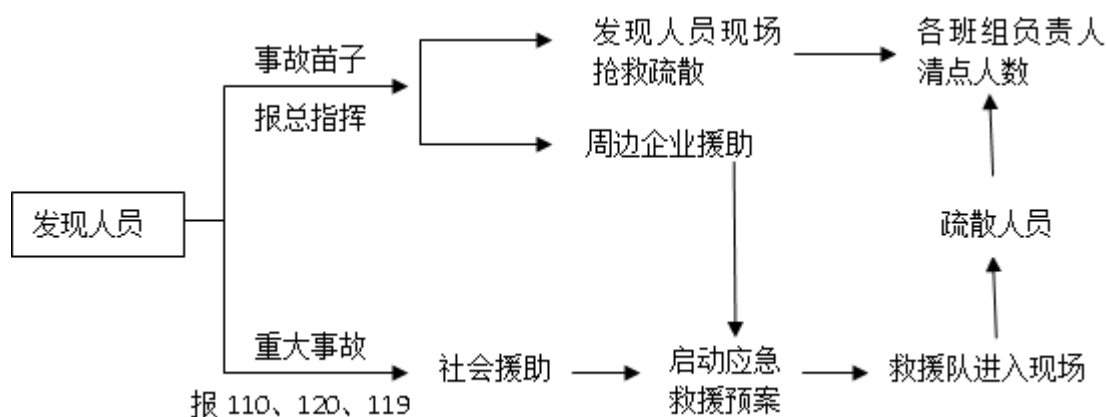 事故苗子
报总指挥
发现人员现场
抢救疏散
各班组负责人
清点人数
周边企业援助
发现人员
疏散人员
重大事故
报 110、120、119
社会援助
启动应急
救援预案
救援队进入现场